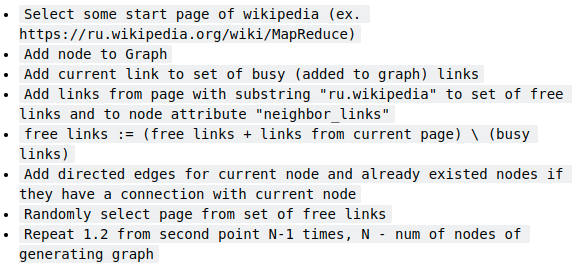 Select some start page of wikipedia (ex.
https://ru.wikipedia.org/wiki/MapReduce)
Add node to Graph
Add current link to set of busy (added to graph) links
Add links from page with substring "ru.wikipedia" to set of free
links and to node attribute "neighbor_links"
free links := (free links + links from current page) \ (busy
links)
Add directed edges for current node and already existed nodes if
they have a connection with current node
Randomly select page from set of free links
Repeat 1.2 from second point N-1 times, N - num of nodes of
generating graph